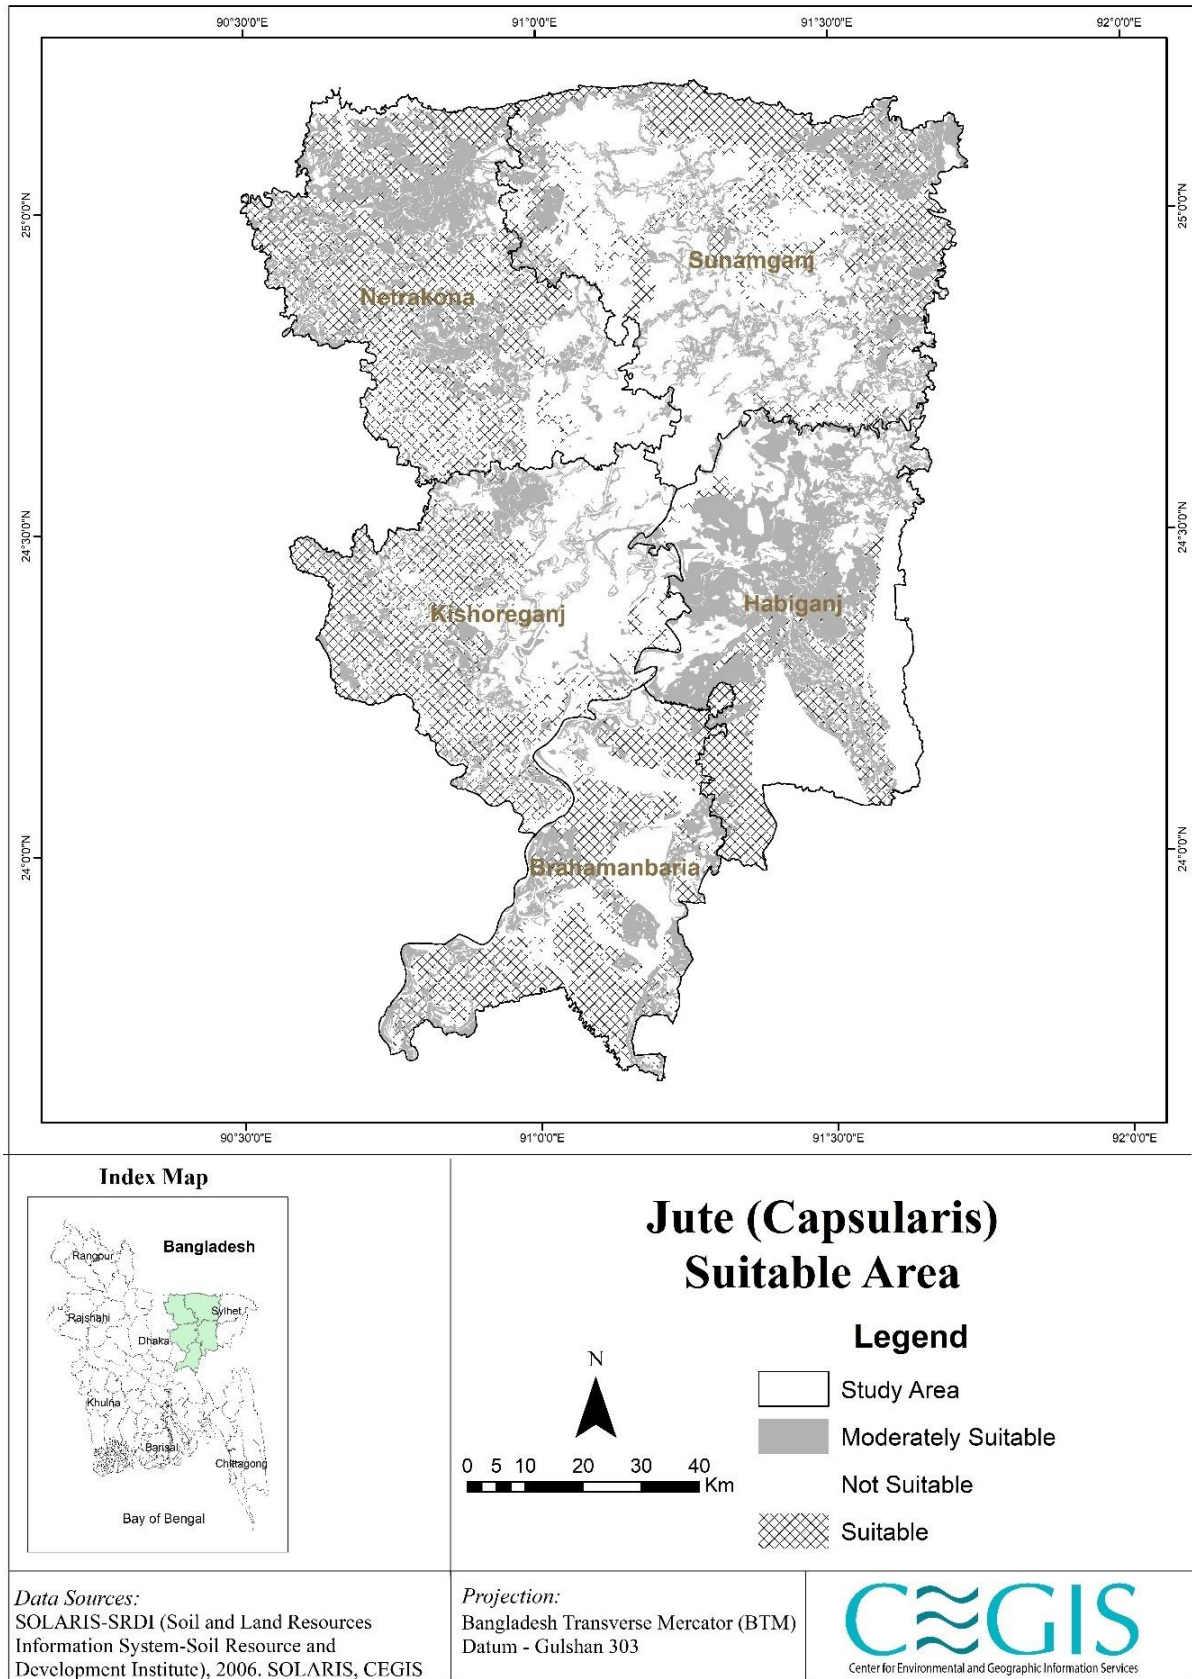 90°30'0"E 91°0'0"E 91°30'0"E 92°0'0"E
25°0'0"N
25°0'0"N
Sunamganj
Netrakona
24°30'0"N
24°30'0"N
Habiganj
Kishoreganj
24°0'0"N
24°0'0"N
Brahamanbaria
90°30'0"E 91°0'0"E 91°30'0"E 92°0'0"E
Index Map
Bangladesh
Rangpur
Rajshahi
Sylhet
Dhaka
Khulna
Barisal
Chittagong
Bay of Bengal
Jute (Capsularis)
Suitable Area
Legend
N
Study Area
Moderately Suitable
Not Suitable
Suitable
0 5 10 20 30 40
Km
Data Sources:
SOLARIS-SRDI (Soil and Land Resources
Information System-Soil Resource and
Development Institute), 2006. SOLARIS, CEGIS
Projection:
Bangladesh Transverse Mercator (BTM)
Datum - Gulshan 303
CEGIS
Center for Environmental and Geographic Information Services